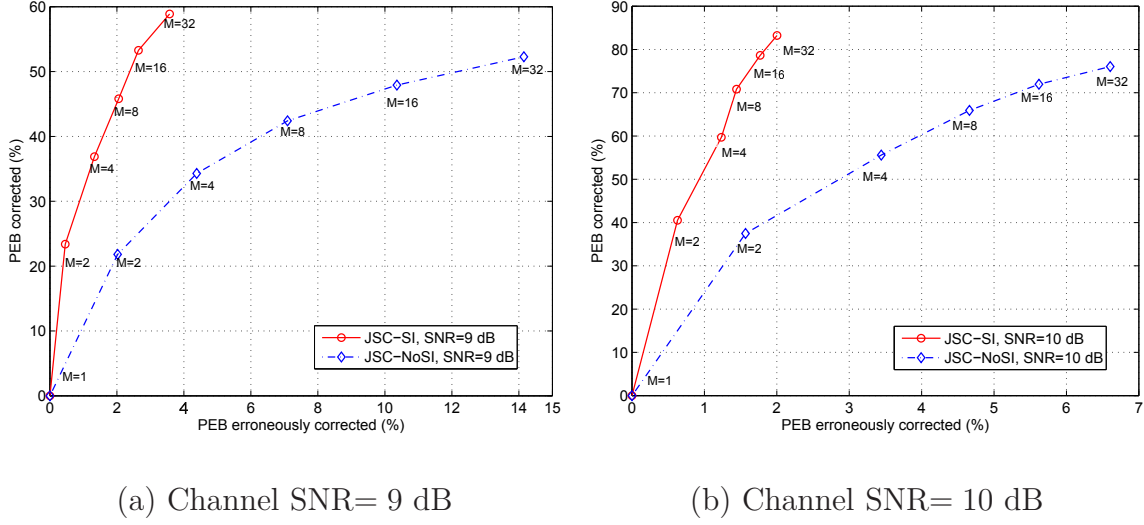 60
50
40
30
20
10
0
PEB corrected (%)
M=32
M=16
M=8
M=4
M=2
M=1
M=2
M=4
M=8
M=16
M=32
JSC−SI, SNR=9 dB
JSC−NoSI, SNR=9 dB
0 2 4 6 8 10 12 14 15
PEB erroneously corrected (%)
(a) Channel SNR= 9 dB
90
80
70
60
50
40
30
20
10
0
PEB corrected (%)
M=32
M=16
M=8
M=4
M=2
M=1
M=2
M=4
M=8
M=16
M=32
JSC−SI, SNR=10 dB
JSC−NoSI, SNR=10 dB
0 1 2 3 4 5 6 7
PEB erroneously corrected (%)
(b) Channel SNR= 10 dB